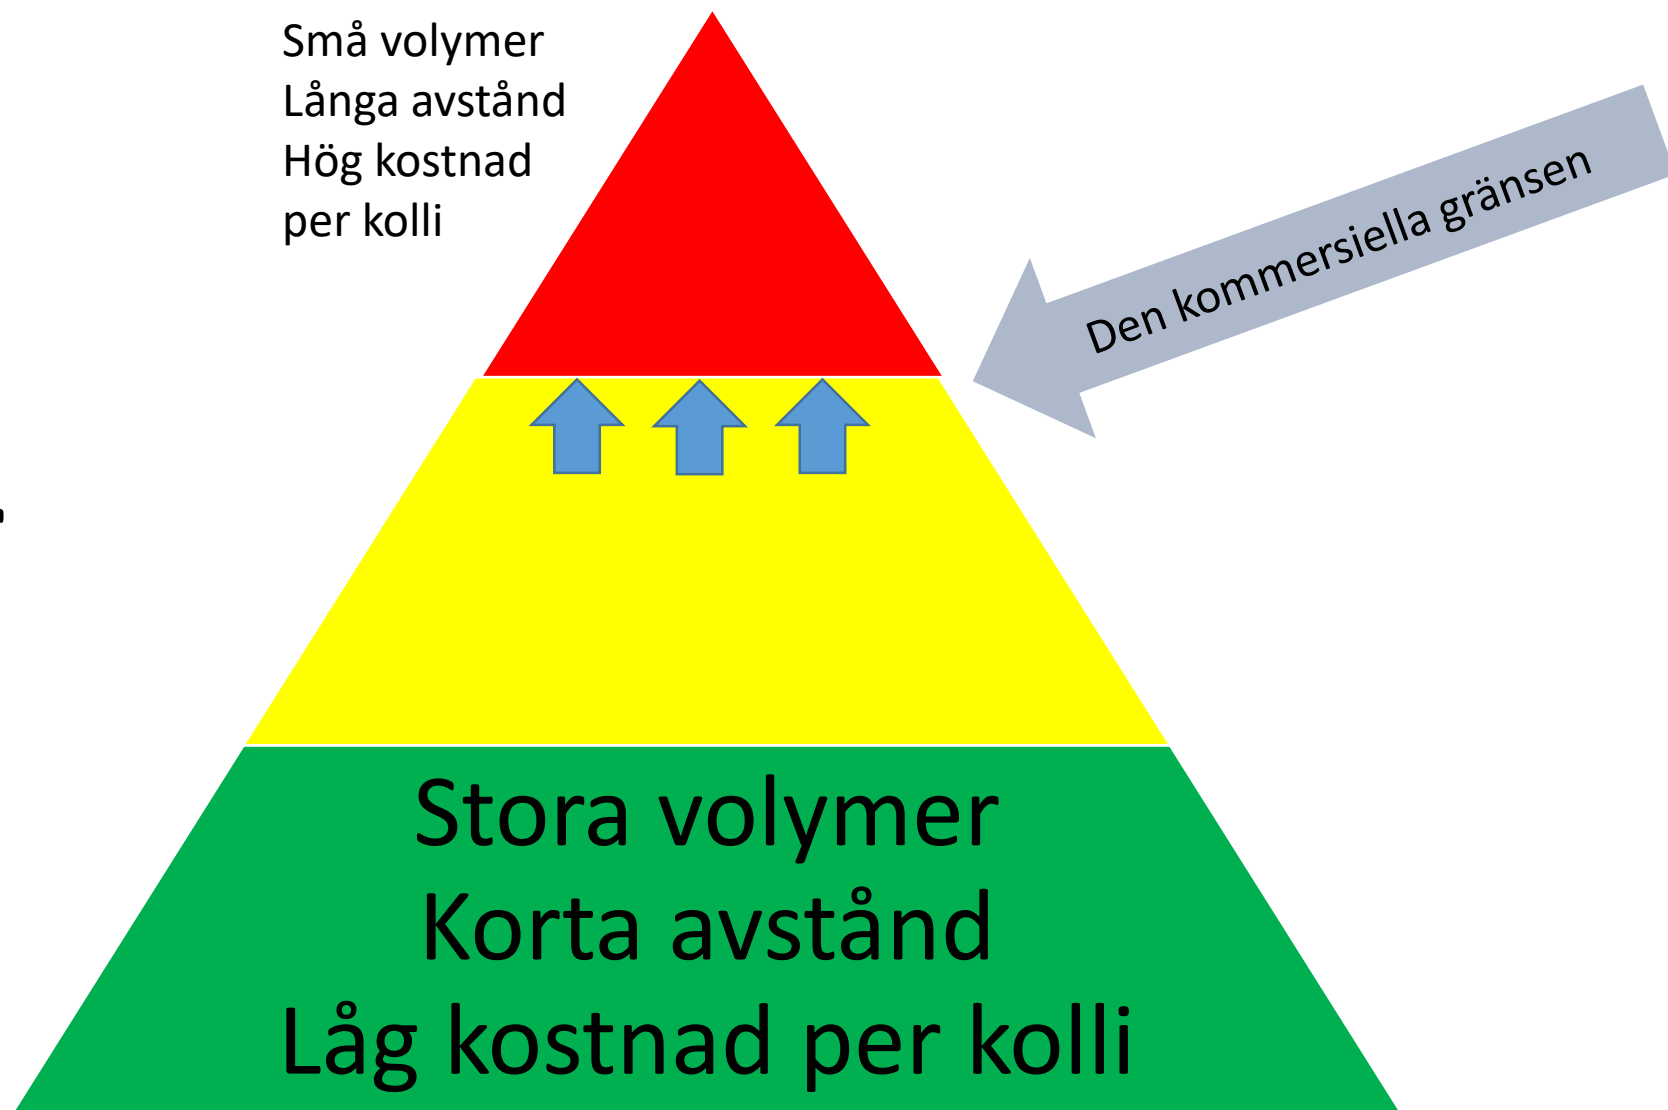 Små volymer
Långa avstånd
Hög kostnad
per kolli
Den kommersiella gränsen
Stora volymer
Korta avstånd
Låg kostnad per kolli